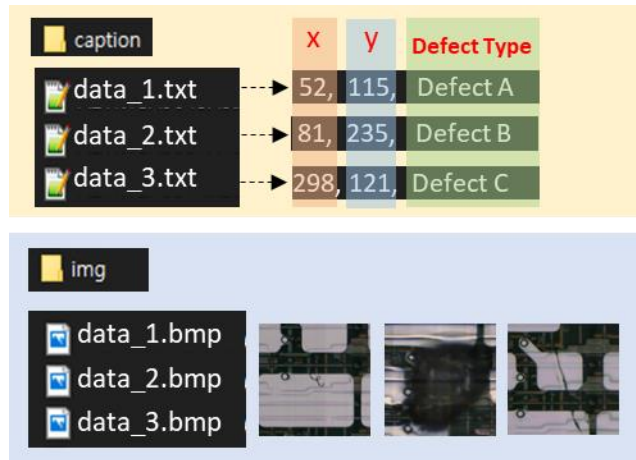 caption
x y Defect Type
data_1.txt 52, 115, Defect A
data_2.txt 81, 235, Defect B
data_3.txt 298, 121, Defect C
img
data_1.bmp
data_2.bmp
data_3.bmp